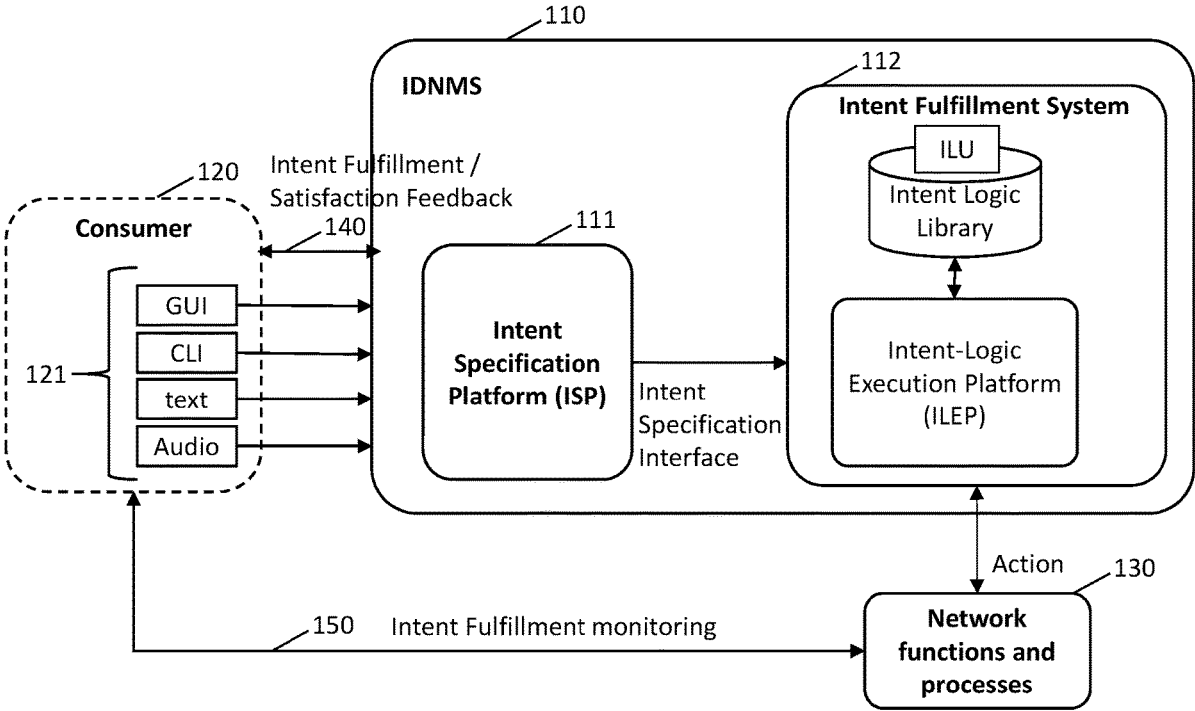 110
IDNMS
112
Intent Fulfillment System
ILU
Intent Logic
Library
120
Intent Fulfillment /
Satisfaction Feedback
140
Consumer
111
GUI
CLI
text
Audio
121
Intent
Specification
Platform (ISP)
Intent
Specification
Interface
Intent-Logic
Execution Platform
(ILEP)
Action
130
150
Intent Fulfillment monitoring
Network
functions and
processes